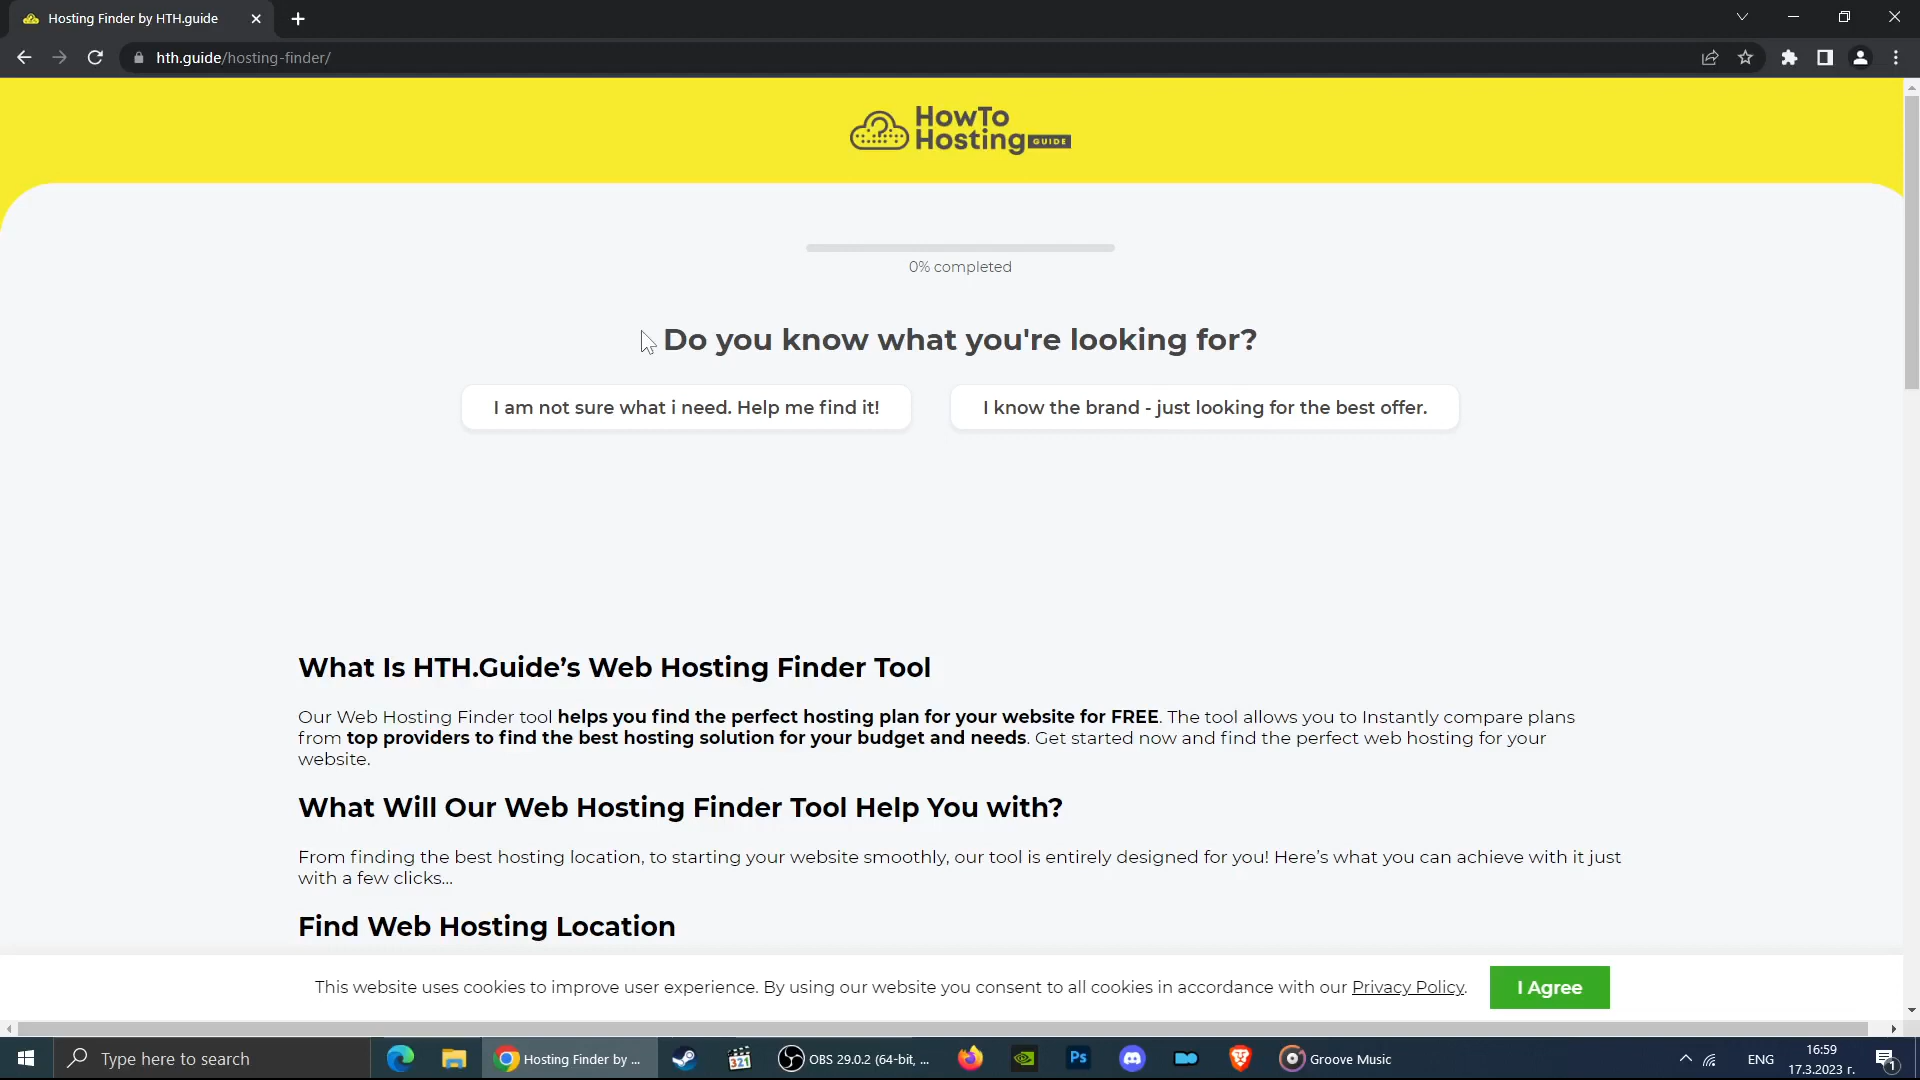 Hosting Finder by HTH.guide
hth.guide/hosting-finder/
HowTo
Hosting GUIDE
0% completed
Do you know what you're looking for?
I am not sure what i need. Help me find it!
I know the brand - just looking for the best offer.
What Is HTH.Guide’s Web Hosting Finder Tool
Our Web Hosting Finder tool helps you find the perfect hosting plan for your website for FREE. The tool allows you to Instantly compare plans
from top providers to find the best hosting solution for your budget and needs. Get started now and find the perfect web hosting for your
website.
What Will Our Web Hosting Finder Tool Help You with?
From finding the best hosting location, to starting your website smoothly, our tool is entirely designed for you! Here’s what you can achieve with it just
with a few clicks…
Find Web Hosting Location
This website uses cookies to improve user experience. By using our website you consent to all cookies in accordance with our Privacy Policy.
I Agree
Type here to search
Hosting Finder by ...
321
OBS 29.0.2 (64-bit, ...
Ps
Groove Music
ENG
16:59
17.3.2023 г.
1